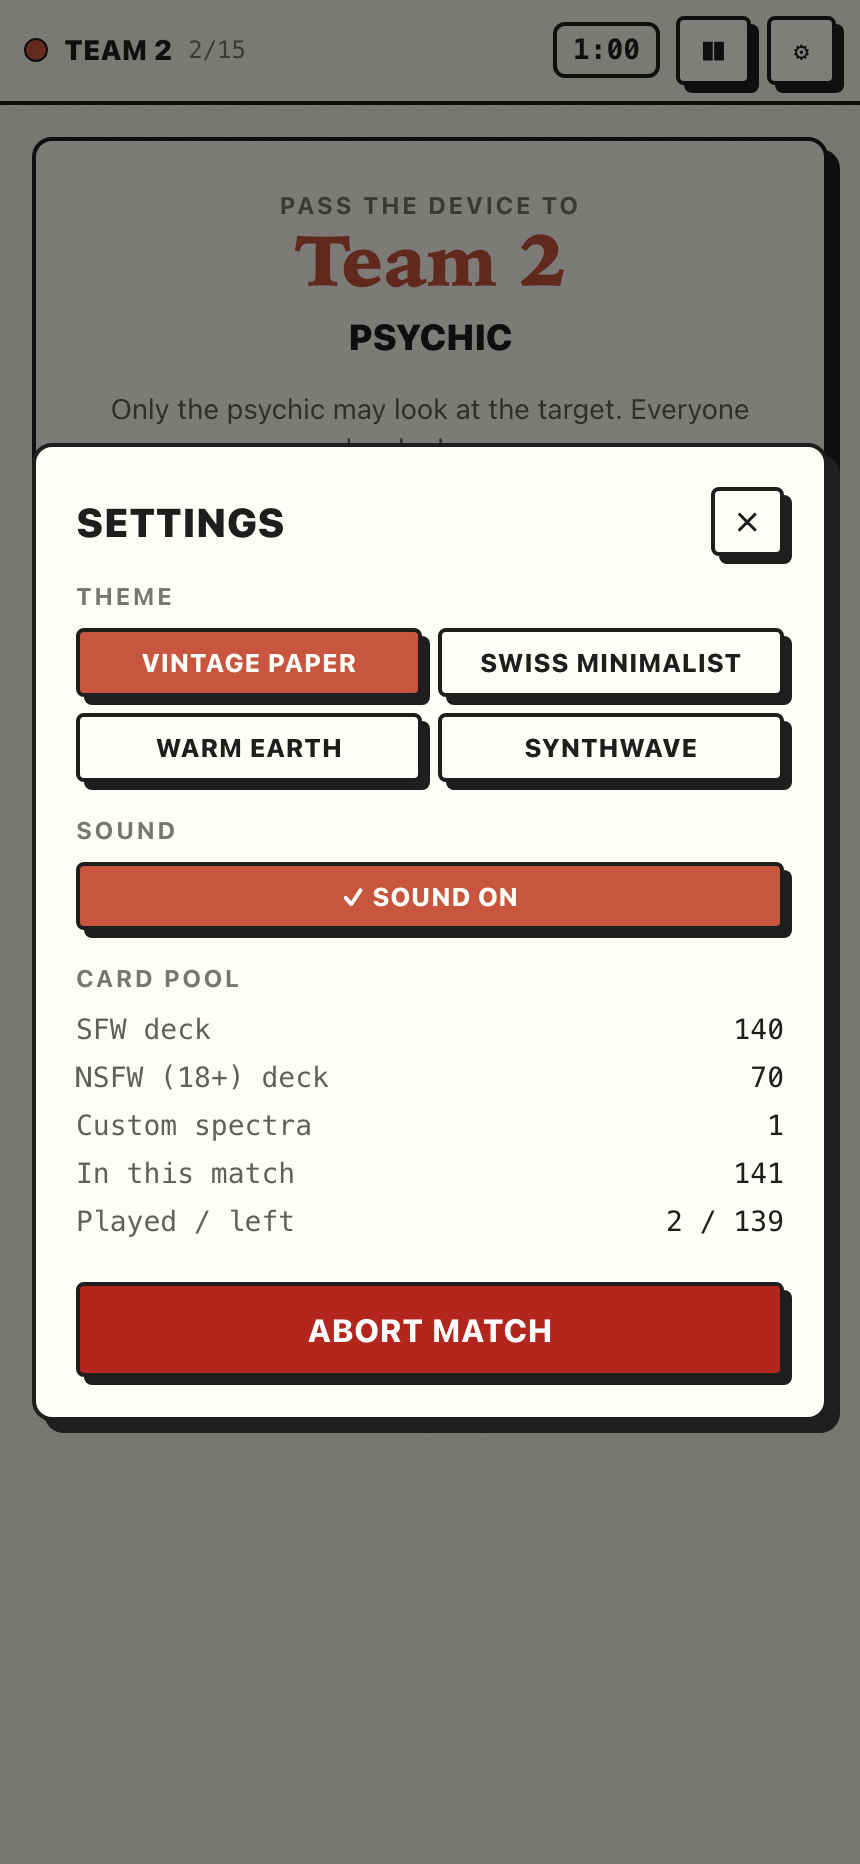 TEAM 2 2/15 1:00
PASS THE DEVICE TO
Team 2
PSYCHIC
Only the psychic may look at the target. Everyone
SETTINGS
THEME
VINTAGE PAPER SWISS MINIMALIST
WARM EARTH SYNTHWAVE
SOUND
✓ SOUND ON
CARD POOL
SFW deck 140
NSFW (18+) deck 70
Custom spectra 1
In this match 141
Played / left 2 / 139
ABORT MATCH